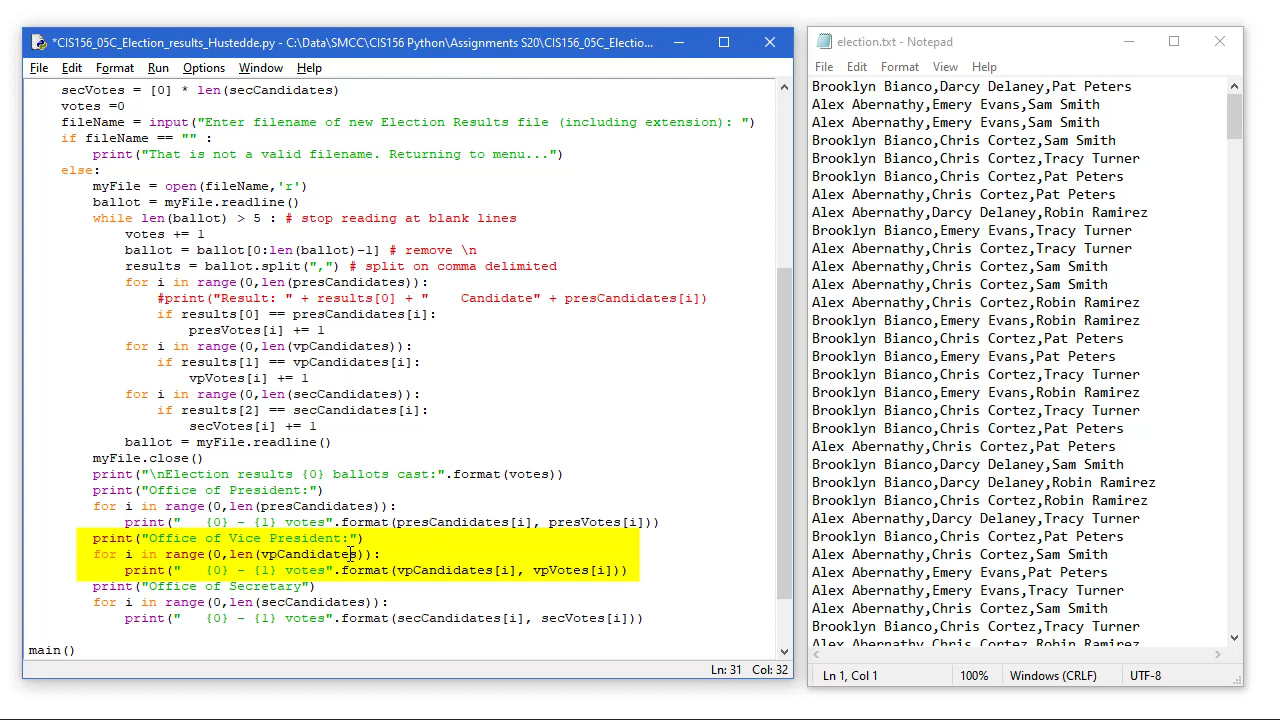 *CIS156_05C_Election_results_Hustedde.py - C:\Data\SMCC\CIS156 Python\Assignments S20\CIS156_05C_Electio...
File Edit Format Run Options Window Help
secVotes = [0] * len(secCandidates)
votes =0
fileName = input("Enter filename of new Election Results file (including extension): ")
if fileName == "" :
print("That is not a valid filename. Returning to menu...")
else:
myFile = open(fileName,'r')
ballot = myFile.readline()
while len(ballot) > 5 : # stop reading at blank lines
votes += 1
ballot = ballot[0:len(ballot)-1] # remove \n
results = ballot.split(",") # split on comma delimited
for i in range(0,len(presCandidates)):
#print("Result: " + results[0] + "    Candidate" + presCandidates[i])
if results[0] == presCandidates[i]:
presVotes[i] += 1
for i in range(0,len(vpCandidates)):
if results[1] == vpCandidates[i]:
vpVotes[i] += 1
for i in range(0,len(secCandidates)):
if results[2] == secCandidates[i]:
secVotes[i] += 1
ballot = myFile.readline()
myFile.close()
print("\nElection results {0} ballots cast:".format(votes))
print("Office of President:")
for i in range(0,len(presCandidates)):
print("   {0} - {1} votes".format(presCandidates[i], presVotes[i]))
print("Office of Vice President:")
for i in range(0,len(vpCandidates)):
print("   {0} - {1} votes".format(vpCandidates[i], vpVotes[i]))
print("Office of Secretary")
for i in range(0,len(secCandidates)):
print("   {0} - {1} votes".format(secCandidates[i], secVotes[i]))
main()
Ln: 31 Col: 32
election.txt - Notepad
File Edit Format View Help
Brooklyn Bianco,Darcy Delaney,Pat Peters
Alex Abernathy,Emery Evans,Sam Smith
Alex Abernathy,Emery Evans,Sam Smith
Brooklyn Bianco,Chris Cortez,Sam Smith
Brooklyn Bianco,Chris Cortez,Tracy Turner
Brooklyn Bianco,Chris Cortez,Pat Peters
Alex Abernathy,Chris Cortez,Pat Peters
Alex Abernathy,Darcy Delaney,Robin Ramirez
Brooklyn Bianco,Emery Evans,Tracy Turner
Alex Abernathy,Chris Cortez,Tracy Turner
Alex Abernathy,Chris Cortez,Sam Smith
Alex Abernathy,Chris Cortez,Sam Smith
Alex Abernathy,Chris Cortez,Robin Ramirez
Brooklyn Bianco,Emery Evans,Robin Ramirez
Brooklyn Bianco,Chris Cortez,Pat Peters
Brooklyn Bianco,Emery Evans,Pat Peters
Brooklyn Bianco,Chris Cortez,Tracy Turner
Brooklyn Bianco,Emery Evans,Robin Ramirez
Brooklyn Bianco,Chris Cortez,Tracy Turner
Brooklyn Bianco,Chris Cortez,Pat Peters
Alex Abernathy,Chris Cortez,Pat Peters
Brooklyn Bianco,Darcy Delaney,Sam Smith
Brooklyn Bianco,Darcy Delaney,Robin Ramirez
Brooklyn Bianco,Chris Cortez,Robin Ramirez
Alex Abernathy,Darcy Delaney,Tracy Turner
Brooklyn Bianco,Chris Cortez,Pat Peters
Alex Abernathy,Chris Cortez,Sam Smith
Brooklyn Bianco,Chris Cortez,Pat Peters
Alex Abernathy,Emery Evans,Tracy Turner
Alex Abernathy,Chris Cortez,Sam Smith
Brooklyn Bianco,Chris Cortez,Tracy Turner
Alex Abernathy,Chris Cortez,Robin Ramirez
Ln 1, Col 1 100% Windows (CRLF) UTF-8